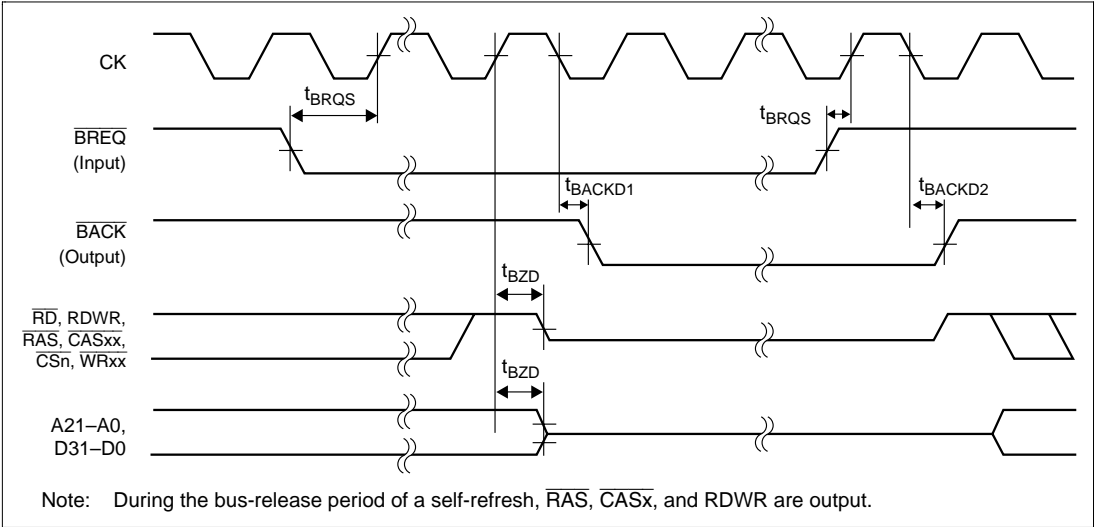 CK
tBRQS
tBRQS
BREQ
(Input)
tBACKD1
tBACKD2
BACK
(Output)
tBZD
RD, RDWR,
RAS, CASxx,
CSn, WRxx
tBZD
A21–A0,
D31–D0
Note: During the bus-release period of a self-refresh, RAS, CASx, and RDWR are output.